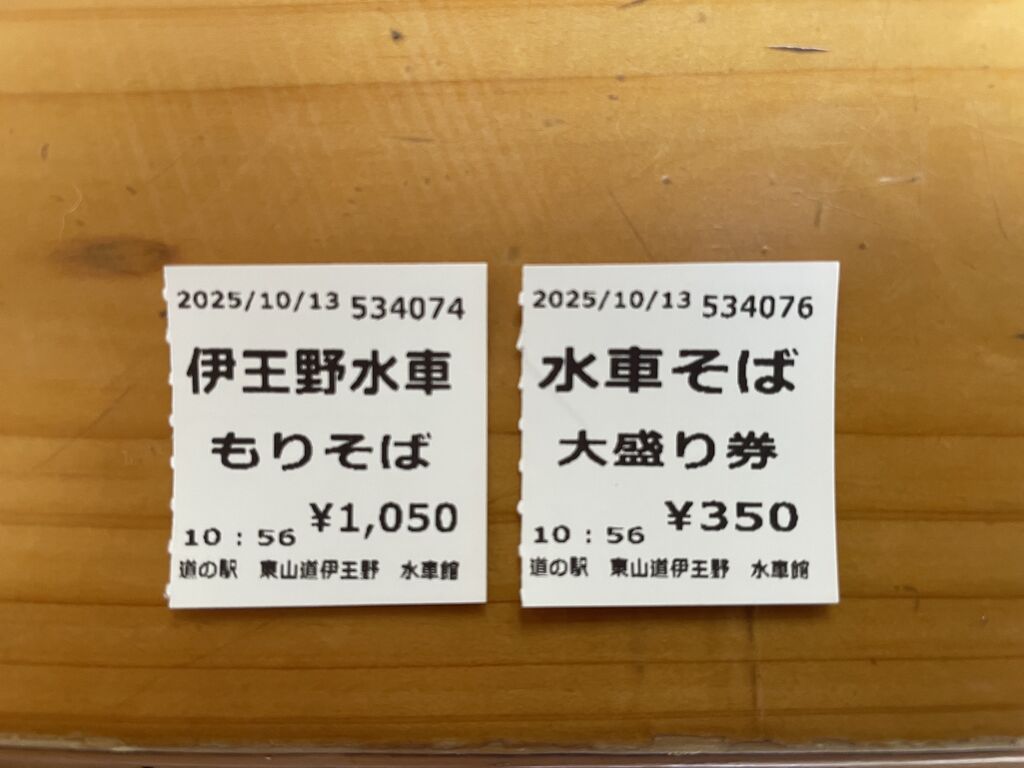 2025/10/13 534074
伊王野水車
もりそば
¥1,050
10:56
道の駅 東山道伊王野 水車館
2025/10/13 534076
水車そば
大盛り券
¥350
10:56
道の駅 東山道伊王野 水車館